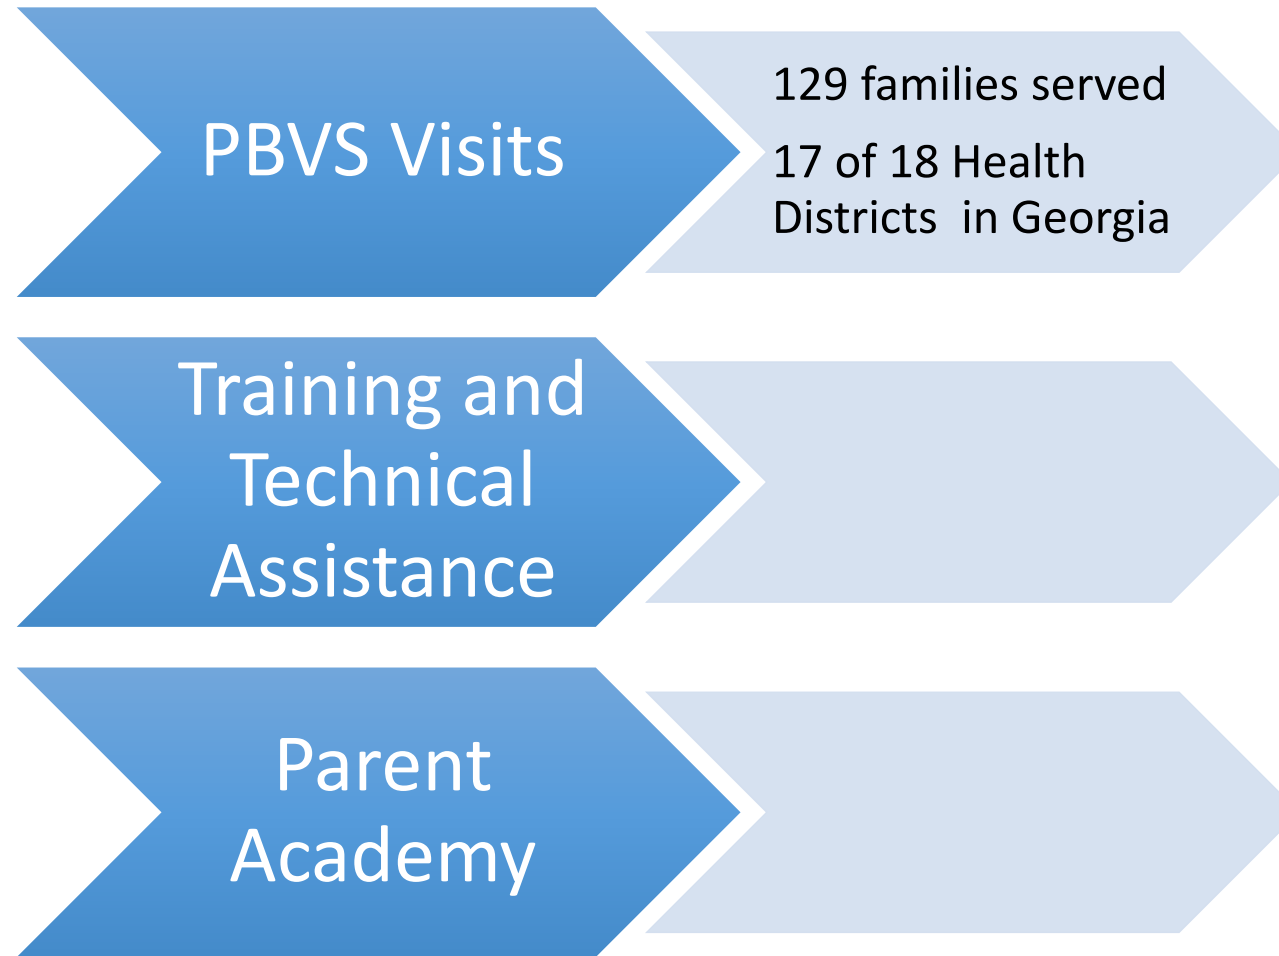 PBVS Visits
129 families served
17 of 18 Health
Districts  in Georgia
Training and
Technical
Assistance
Parent
Academy